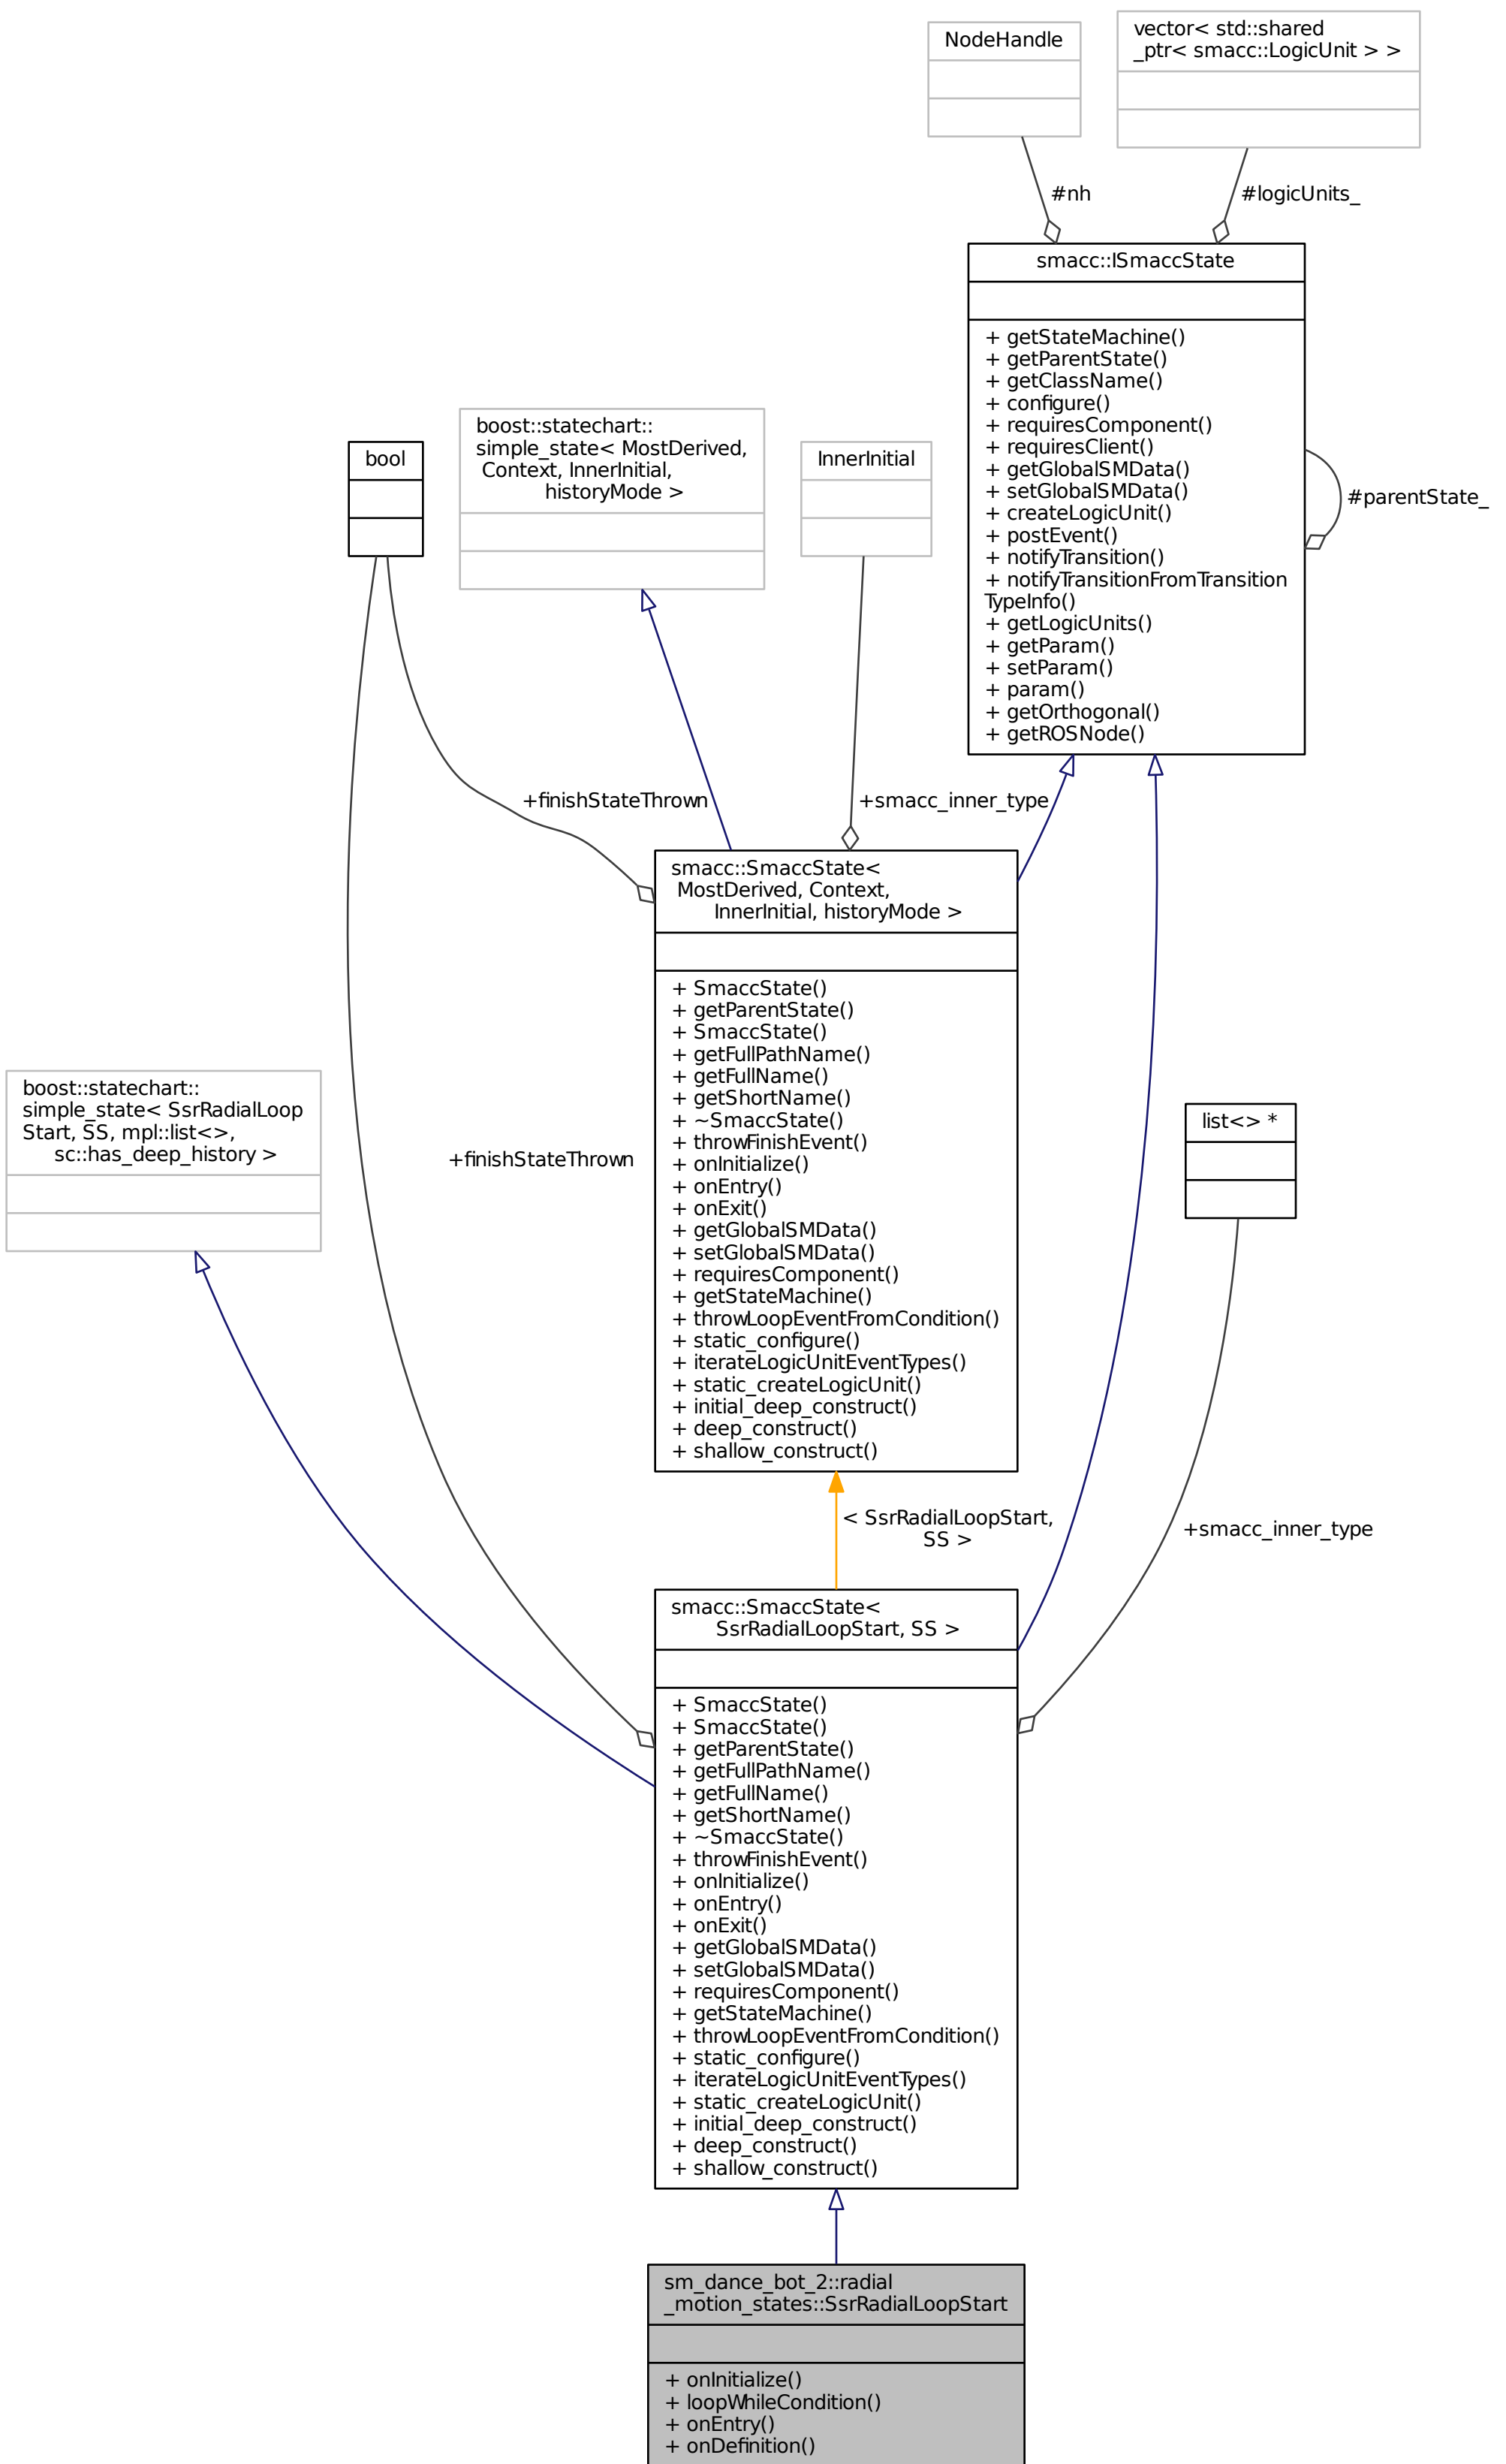 NodeHandle
vector< std::shared
_ptr< smacc::LogicUnit > >
#nh
#logicUnits_
smacc::ISmaccState
+ getStateMachine()
+ getParentState()
+ getClassName()
+ configure()
+ requiresComponent()
+ requiresClient()
+ getGlobalSMData()
+ setGlobalSMData()
+ createLogicUnit()
+ postEvent()
+ notifyTransition()
+ notifyTransitionFromTransition
TypeInfo()
+ getLogicUnits()
+ getParam()
+ setParam()
+ param()
+ getOrthogonal()
+ getROSNode()
#parentState_
bool
boost::statechart::
simple_state< MostDerived,
Context, InnerInitial,
historyMode >
InnerInitial
+finishStateThrown
+smacc_inner_type
smacc::SmaccState<
MostDerived, Context,
InnerInitial, historyMode >
+ SmaccState()
+ getParentState()
+ SmaccState()
+ getFullPathName()
+ getFullName()
+ getShortName()
+ ~SmaccState()
+ throwFinishEvent()
+ onInitialize()
+ onEntry()
+ onExit()
+ getGlobalSMData()
+ setGlobalSMData()
+ requiresComponent()
+ getStateMachine()
+ throwLoopEventFromCondition()
+ static_configure()
+ iterateLogicUnitEventTypes()
+ static_createLogicUnit()
+ initial_deep_construct()
+ deep_construct()
+ shallow_construct()
boost::statechart::
simple_state< SsrRadialLoop
Start, SS, mpl::list<>,
sc::has_deep_history >
+finishStateThrown
list<> *
< SsrRadialLoopStart,
SS >
+smacc_inner_type
smacc::SmaccState<
SsrRadialLoopStart, SS >
+ SmaccState()
+ SmaccState()
+ getParentState()
+ getFullPathName()
+ getFullName()
+ getShortName()
+ ~SmaccState()
+ throwFinishEvent()
+ onInitialize()
+ onEntry()
+ onExit()
+ getGlobalSMData()
+ setGlobalSMData()
+ requiresComponent()
+ getStateMachine()
+ throwLoopEventFromCondition()
+ static_configure()
+ iterateLogicUnitEventTypes()
+ static_createLogicUnit()
+ initial_deep_construct()
+ deep_construct()
+ shallow_construct()
sm_dance_bot_2::radial
_motion_states::SsrRadialLoopStart
+ onInitialize()
+ loopWhileCondition()
+ onEntry()
+ onDefinition()